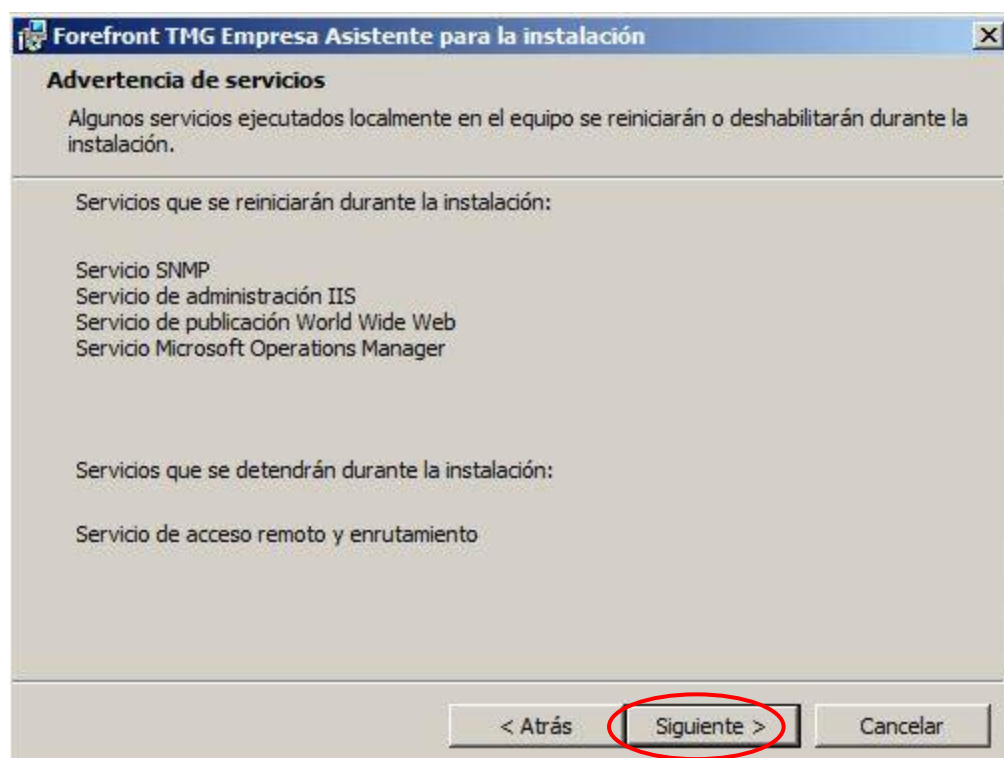 Forefront TMG Empresa Asistente para la instalación
Advertencia de servicios
Algunos servicios ejecutados localmente en el equipo se reiniciarán o deshabilitarán durante la
instalación.
Servicios que se reiniciarán durante la instalación:
Servicio SNMP
Servicio de administración IIS
Servicio de publicación World Wide Web
Servicio Microsoft Operations Manager
Servicios que se detendrán durante la instalación:
Servicio de acceso remoto y enrutamiento
< Atrás Siguiente > Cancelar